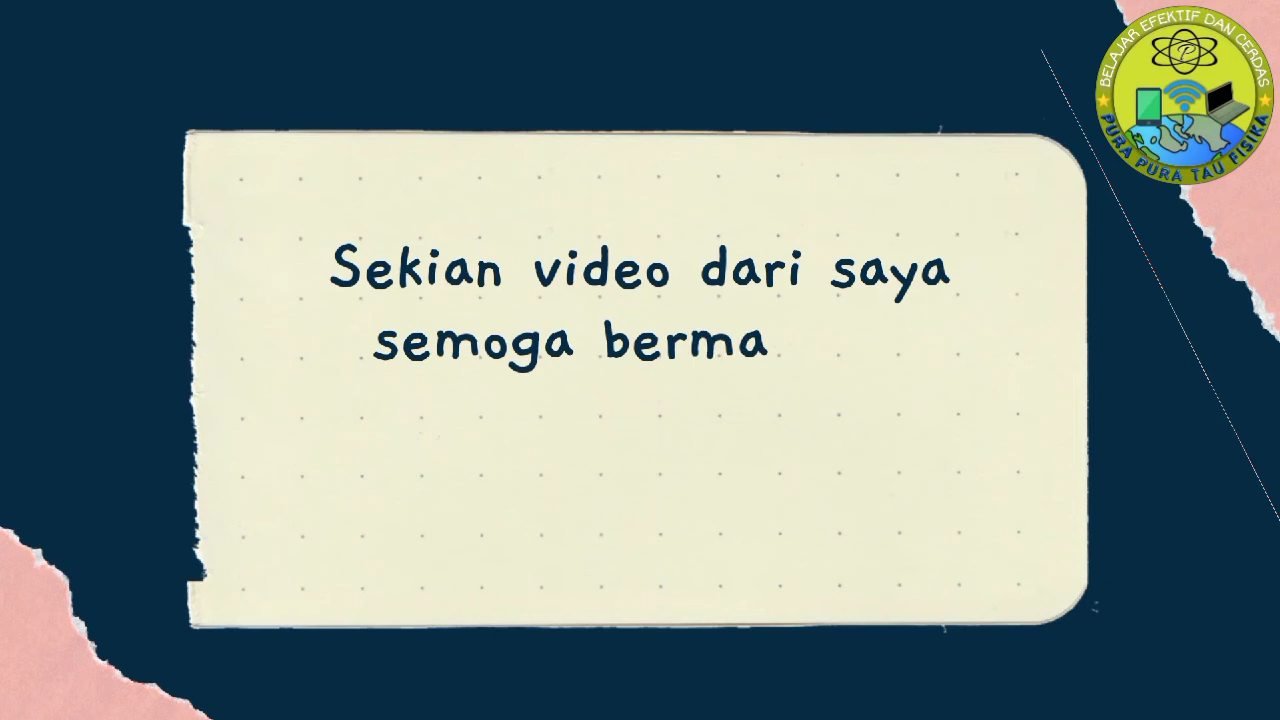 BELAJAR EFEKTIF DAN CERDAS
P
PURA PURA TAU FISIKA
Sekian video dari saya
semoga berma